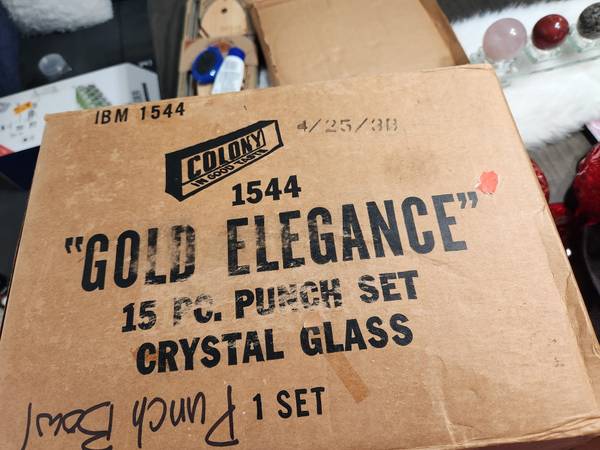 IBM 1544
4/25/3B
COLONY
IN GOOD TASTE
1544
"GOLD ELEGANCE"
15 PC. PUNCH SET
CRYSTAL GLASS
1 SET
Punch Bowl